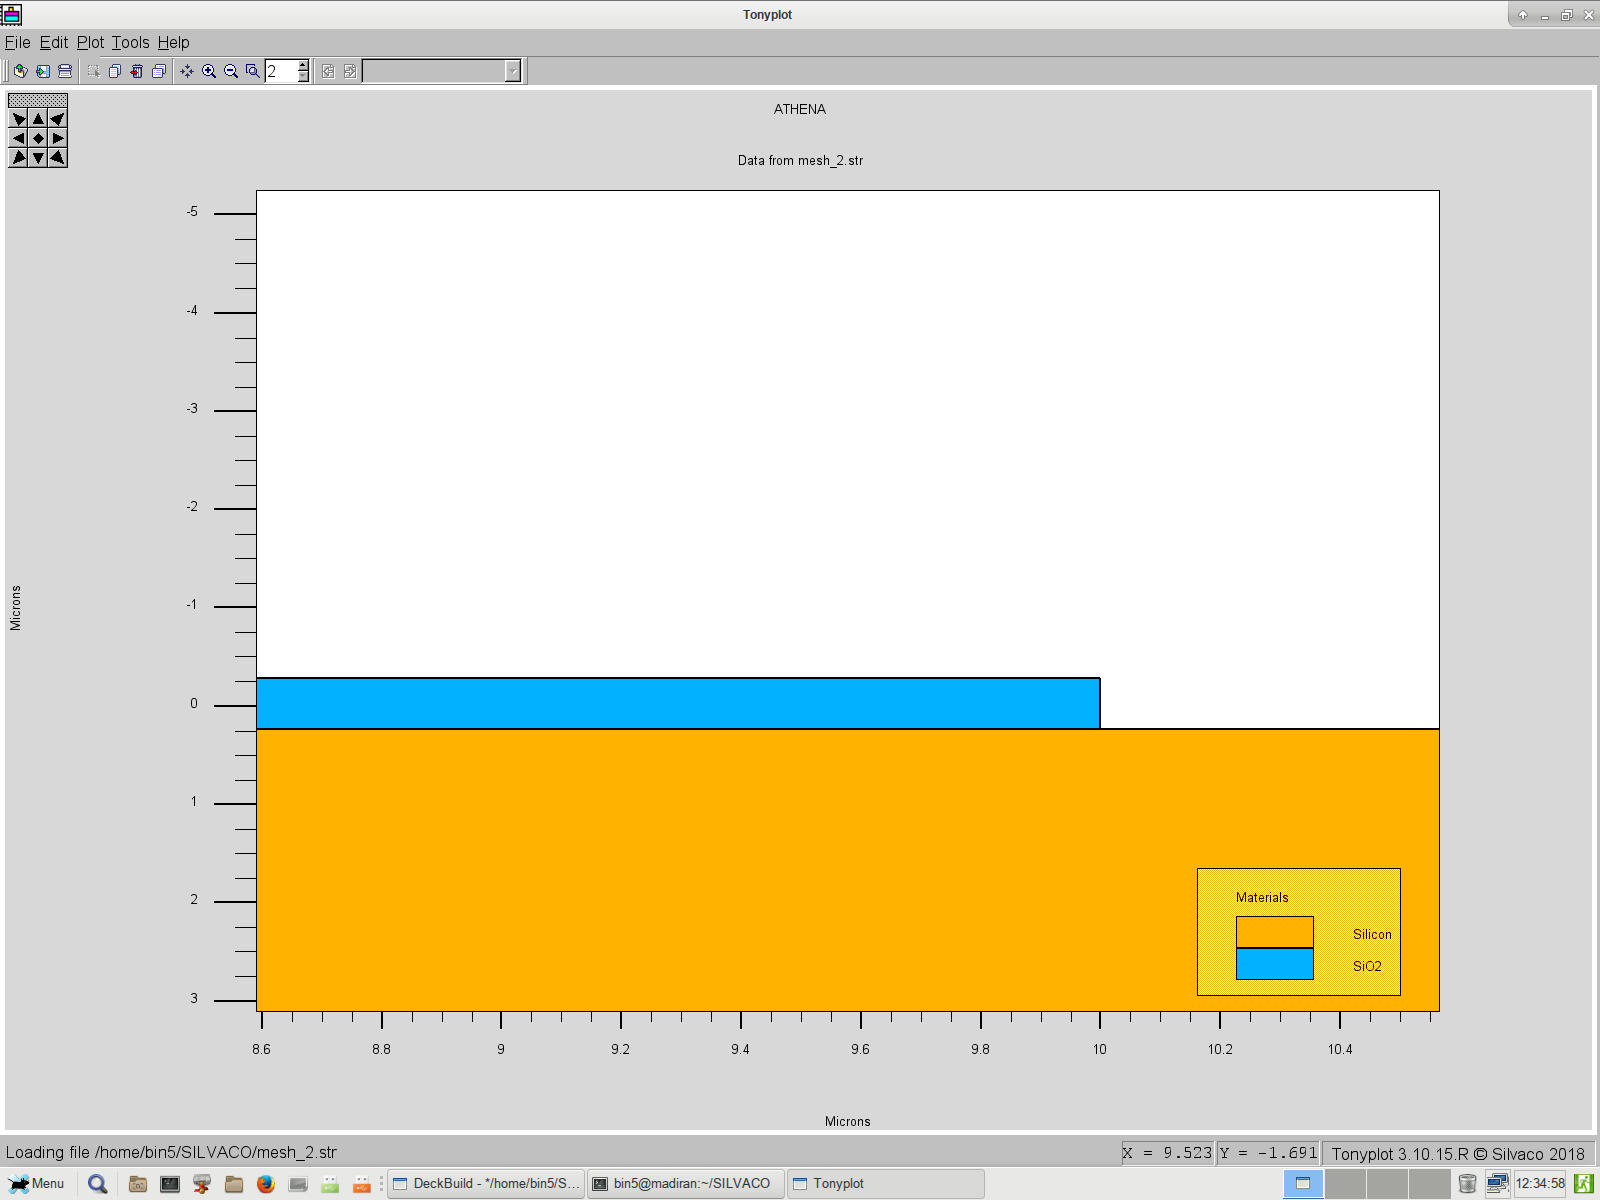 Tonyplot
File Edit Plot Tools Help
2
ATHENA
Data from mesh_2.str
-5
-4
-3
-2
-1
0
1
2
3
Microns
Materials
Silicon
SiO2
8.6 8.8 9 9.2 9.4 9.6 9.8 10 10.2 10.4
Microns
Loading file /home/bin5/SILVACO/mesh_2.str
X = 9.523 Y = -1.691 Tonyplot 3.10.15.R © Silvaco 2018
Menu DeckBuild - */home/bin5/S... bin5@madiran:~/SILVACO Tonyplot 12:34:58